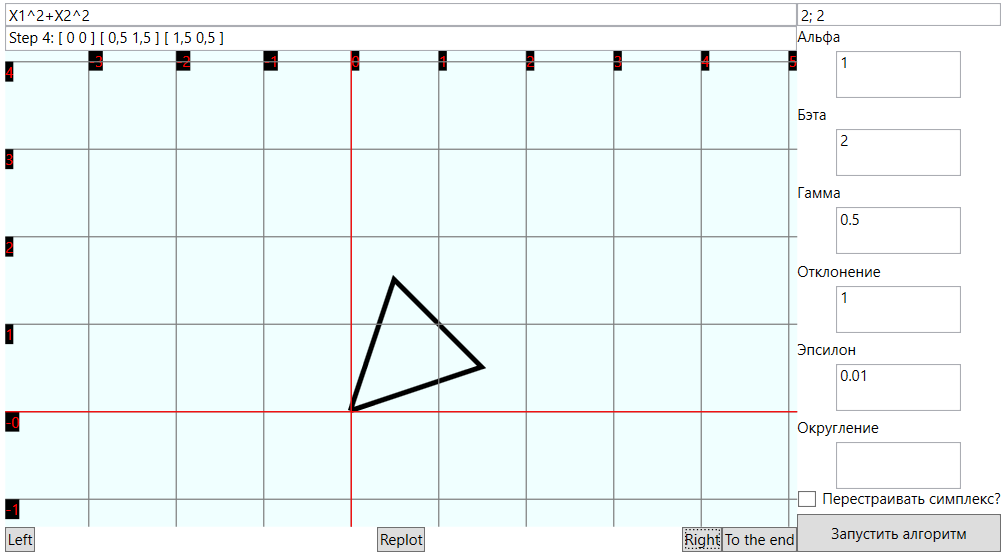 X1^2+X2^2
2; 2
Step 4: [ 0 0 ] [ 0,5 1,5 ] [ 1,5 0,5 ]
Альфа
1
Бэта
2
Гамма
0.5
Отклонение
1
Эпсилон
0.01
Округление
Перестраивать симплекс?
Запустить алгоритм
-3 -2 -1 0 1 2 3 4 5
4
3
2
1
-0
-1
Left Replot Right To the end